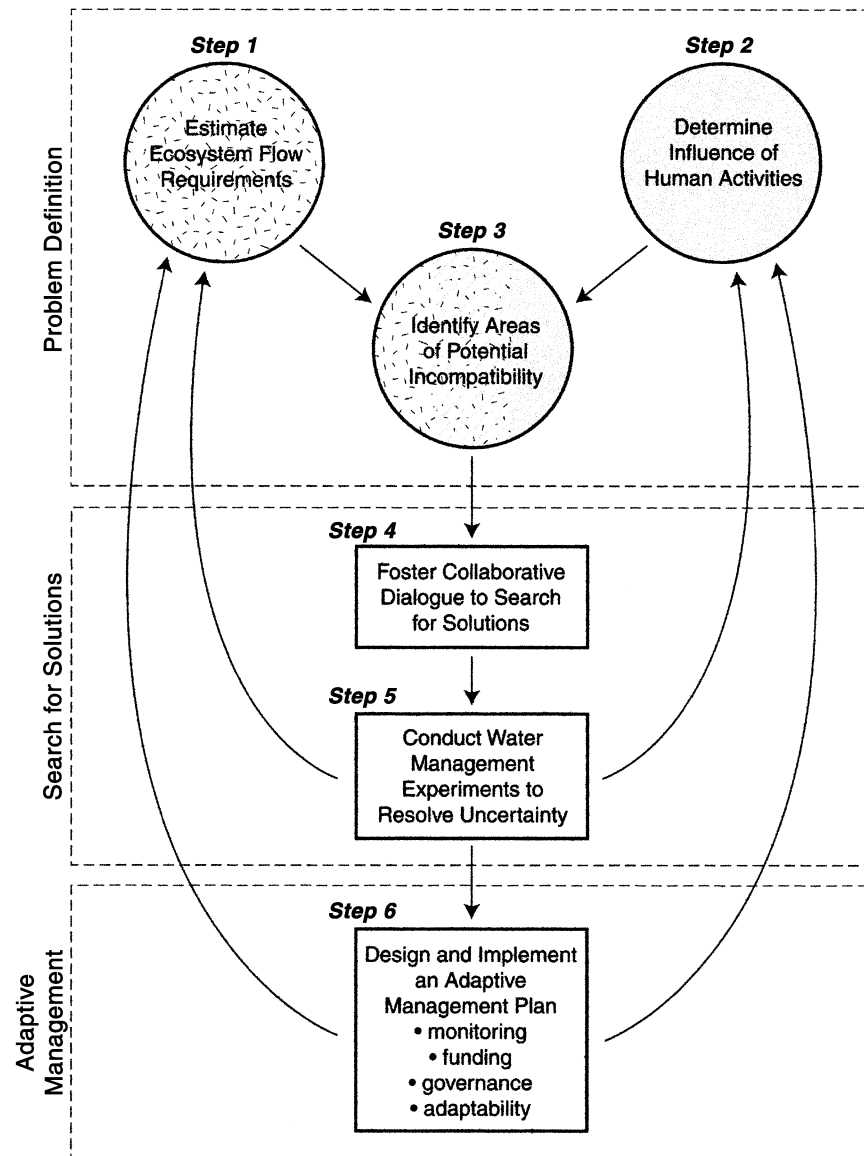 Step 1
Estimate
Ecosystem Flow
Requirements
Step 2
Determine
Influence of
Human Activities
Step 3
Identify Areas
of Potential
Incompatibility
Problem Definition
Step 4
Foster Collaborative
Dialogue to Search
for Solutions
Step 5
Conduct Water
Management
Experiments to
Resolve Uncertainty
Search for Solutions
Step 6
Design and Implement
an Adaptive
Management Plan
• monitoring
• funding
• governance
• adaptability
Adaptive
Management